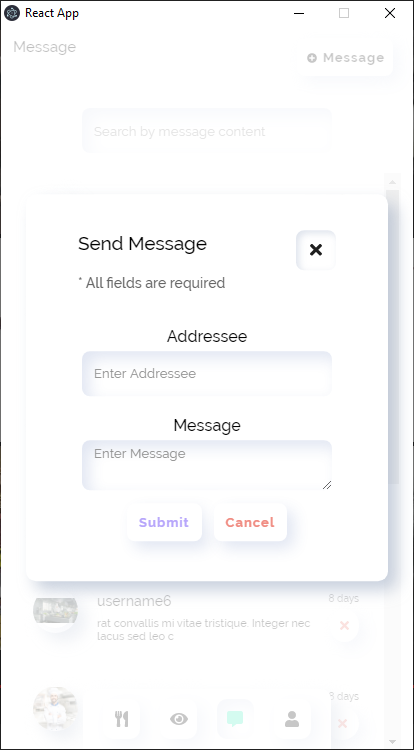 React App
Message
Message
Search by message content
Send Message
* All fields are required
Addressee
Enter Addressee
Message
Enter Message
Submit
Cancel
username6
8 days
rat convallis mi vitae tristique. Integer nec
lacus sed leo c
8 days